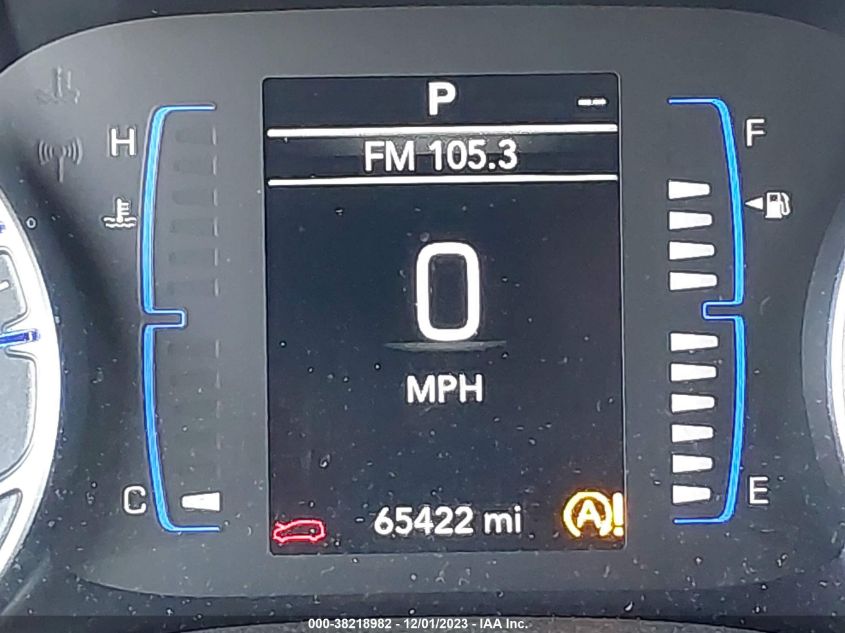 P --
FM 105.3
H
F
0
MPH
C
E
65422 mi
A!
000-38218982 - 12/01/2023 - IAA Inc.